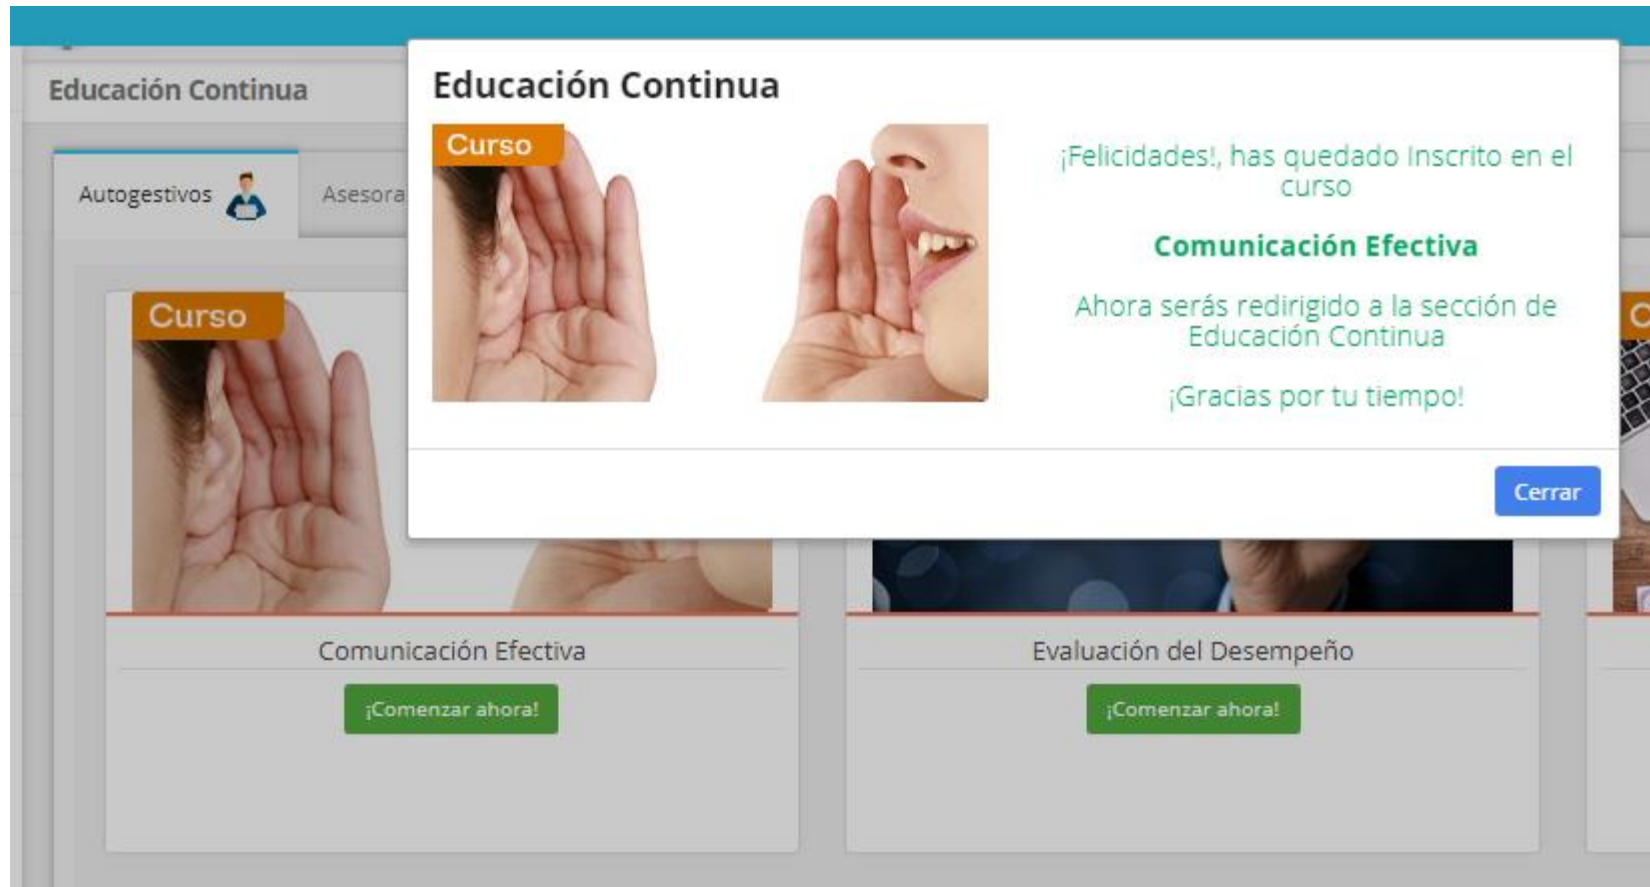 Educación Continua
Autogestivos
Asesora
Educación Continua
Curso
¡Felicidades!, has quedado Inscrito en el
curso
Comunicación Efectiva
Ahora serás redirigido a la sección de
Educación Continua
¡Gracias por tu tiempo!
Cerrar
Curso
Comunicación Efectiva
¡Comenzar ahora!
Evaluación del Desempeño
¡Comenzar ahora!